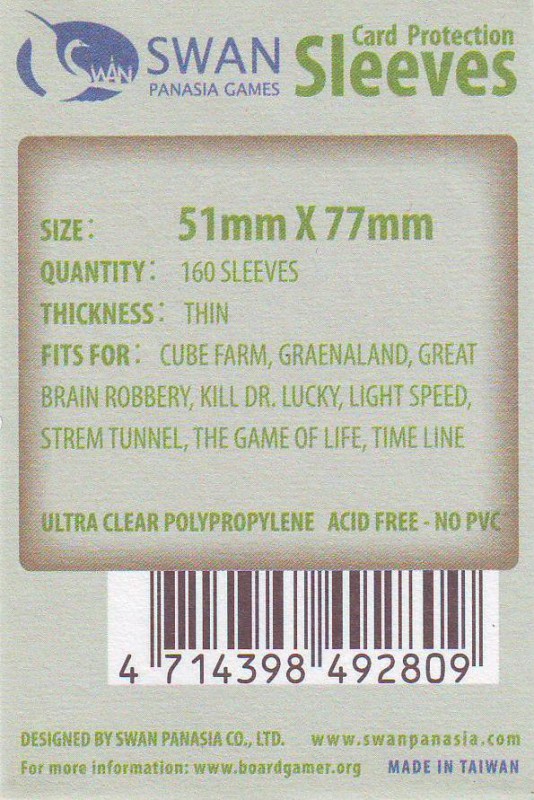 SWAN
SWAN
PANASIA GAMES
Card Protection
Sleeves
SIZE: 51mm X 77mm
QUANTITY: 160 SLEEVES
THICKNESS: THIN
FITS FOR: CUBE FARM, GRAENALAND, GREAT
BRAIN ROBBERY, KILL DR. LUCKY, LIGHT SPEED,
STREM TUNNEL, THE GAME OF LIFE, TIME LINE
ULTRA CLEAR POLYPROPYLENE ACID FREE - NO PVC
4 714398 492809
DESIGNED BY SWAN PANASIA CO., LTD. www.swanpanasia.com
For more information: www.boardgamer.org MADE IN TAIWAN